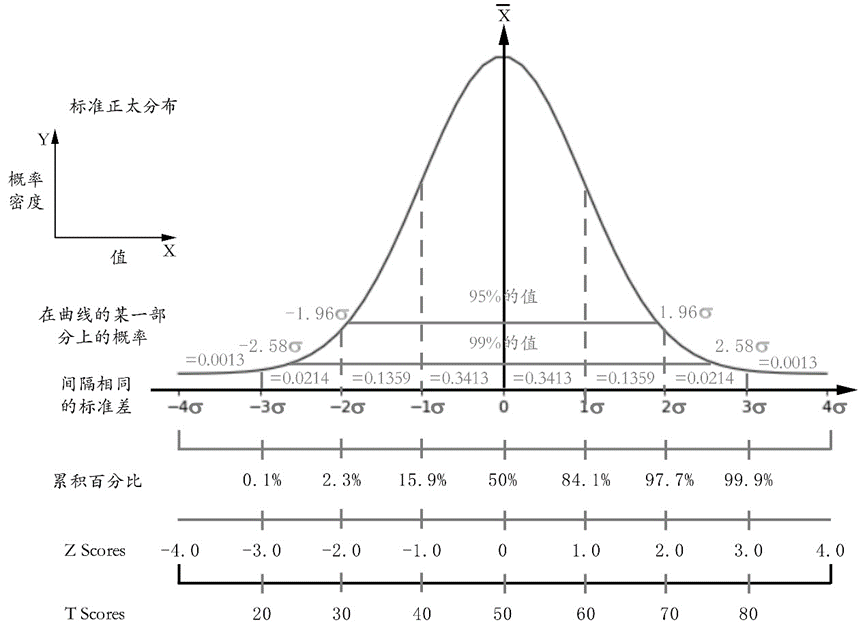 X̅
标准正太分布
Y
概率
密度
X
值
在曲线的某一部
分上的概率
95%的值
-1.96σ
1.96σ
99%的值
-2.58σ
2.58σ
=0.0013
=0.0013
间隔相同
的标准差
=0.0214 =0.1359 =0.3413 =0.3413 =0.1359 =0.0214
-4σ -3σ -2σ -1σ 0 1σ 2σ 3σ 4σ
累积百分比 0.1% 2.3% 15.9% 50% 84.1% 97.7% 99.9%
Z Scores -4.0 -3.0 -2.0 -1.0 0 1.0 2.0 3.0 4.0
T Scores 20 30 40 50 60 70 80